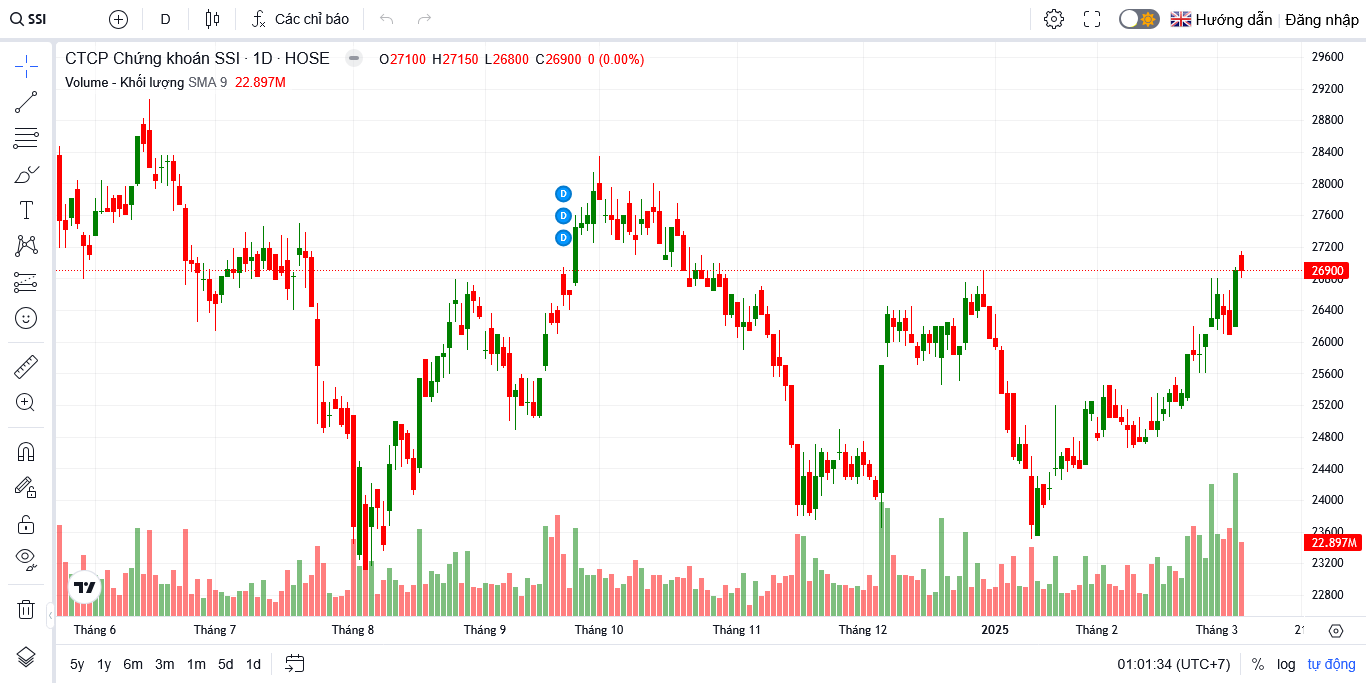 SSI D Các chỉ báo Hướng dẫn Đăng nhập
CTCP Chứng khoán SSI · 1D · HOSE O27100 H27150 L26800 C26900 0 (0.00%)
Volume - Khối lượng SMA 9 22.897M
29600
29200
28800
28400
28000
D
27600
D
D
27200
26900
26800
26400
26000
25600
25200
24800
24400
24000
23600
22.897M
23200
22800
Tháng 6 Tháng 7 Tháng 8 Tháng 9 Tháng 10 Tháng 11 Tháng 12 2025 Tháng 2 Tháng 3
5y 1y 6m 3m 1m 5d 1d 01:01:34 (UTC+7) % log tự động